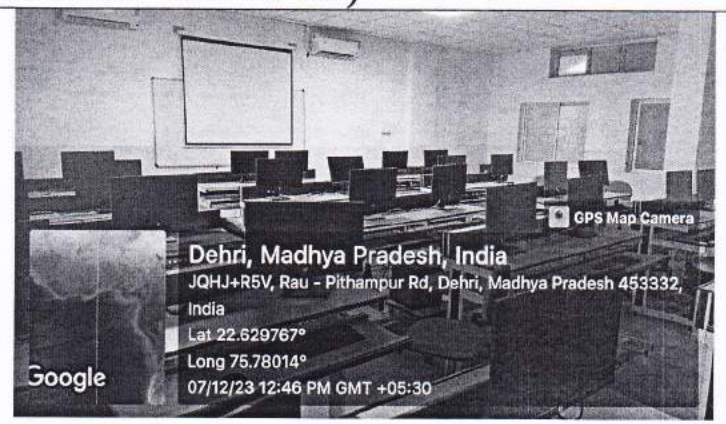 GPS Map Camera
Dehri, Madhya Pradesh, India
JQHJ+R5V, Rau - Pithampur Rd, Dehri, Madhya Pradesh 453332,
India
Lat 22.629767°
Long 75.78014°
07/12/23 12:46 PM GMT +05:30
Google